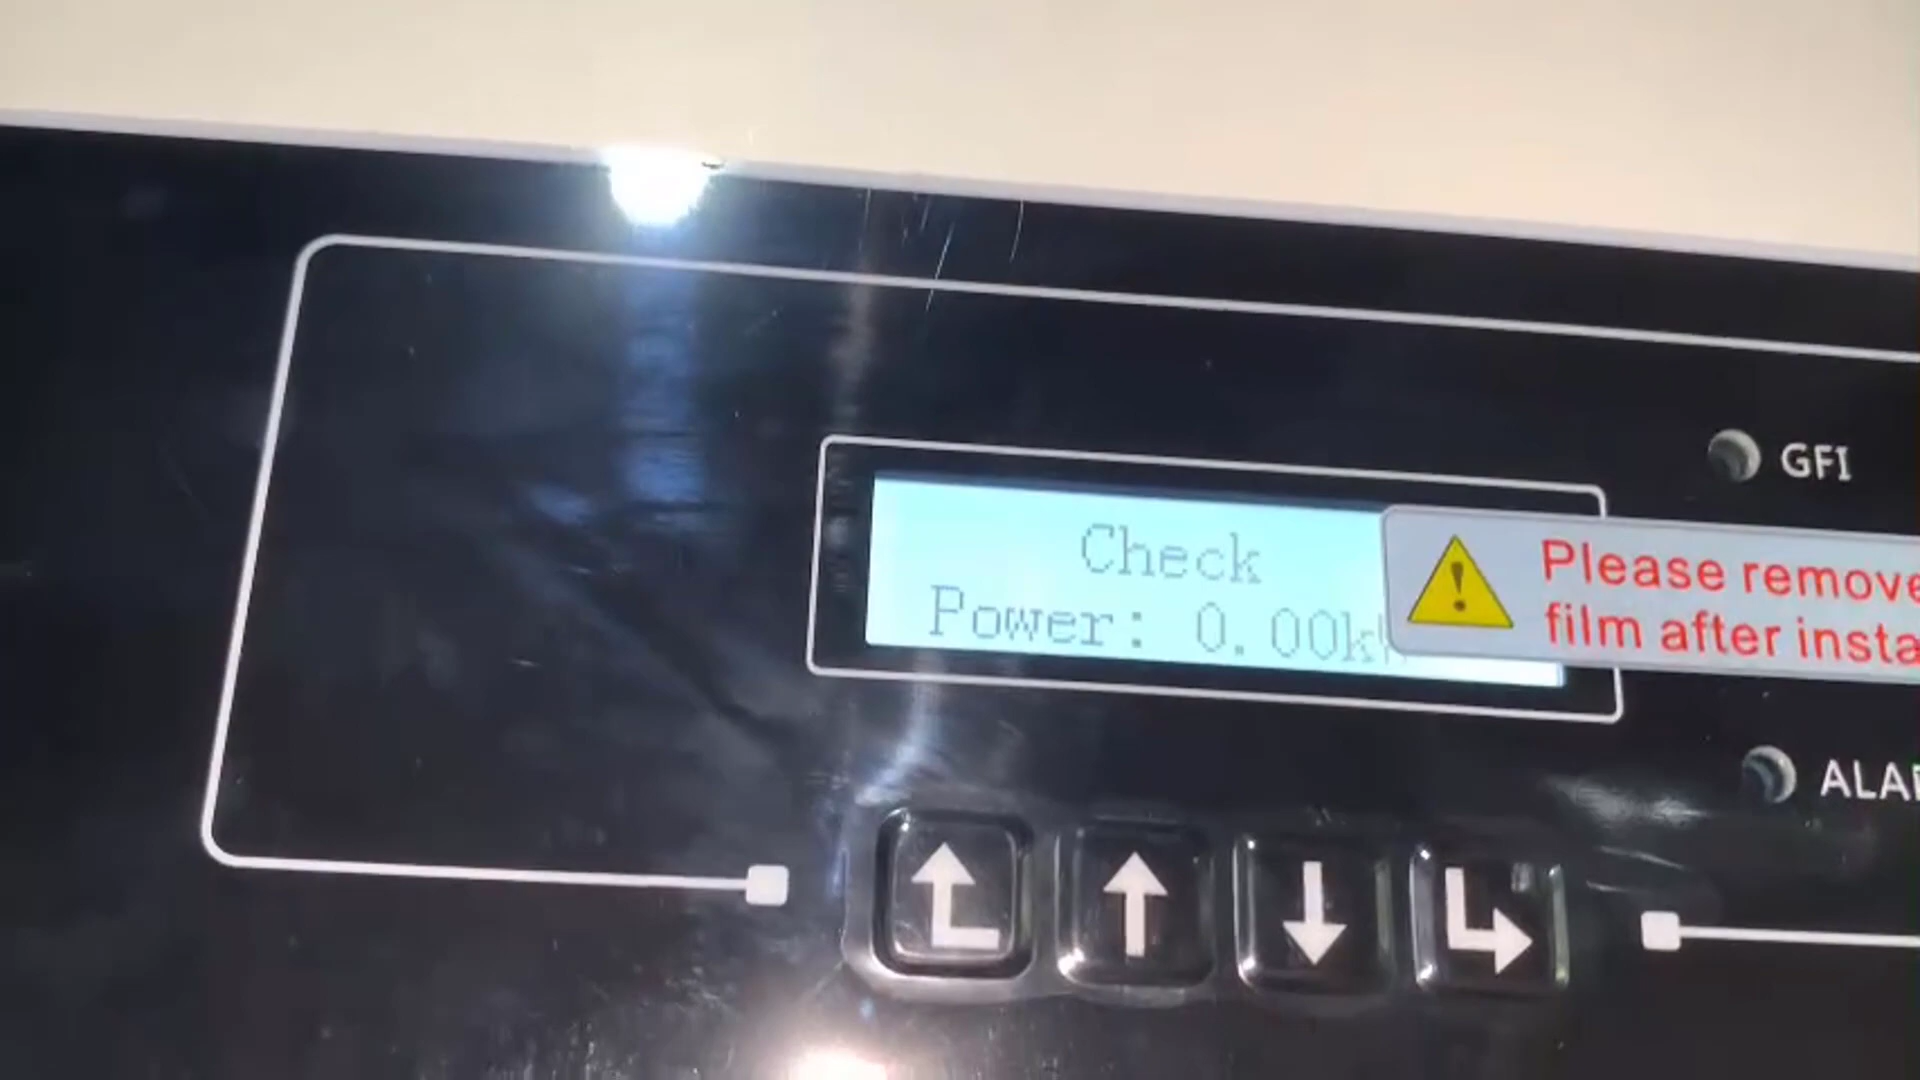 GFI
Check
Power: 0.00k
Please remove
film after insta
ALA